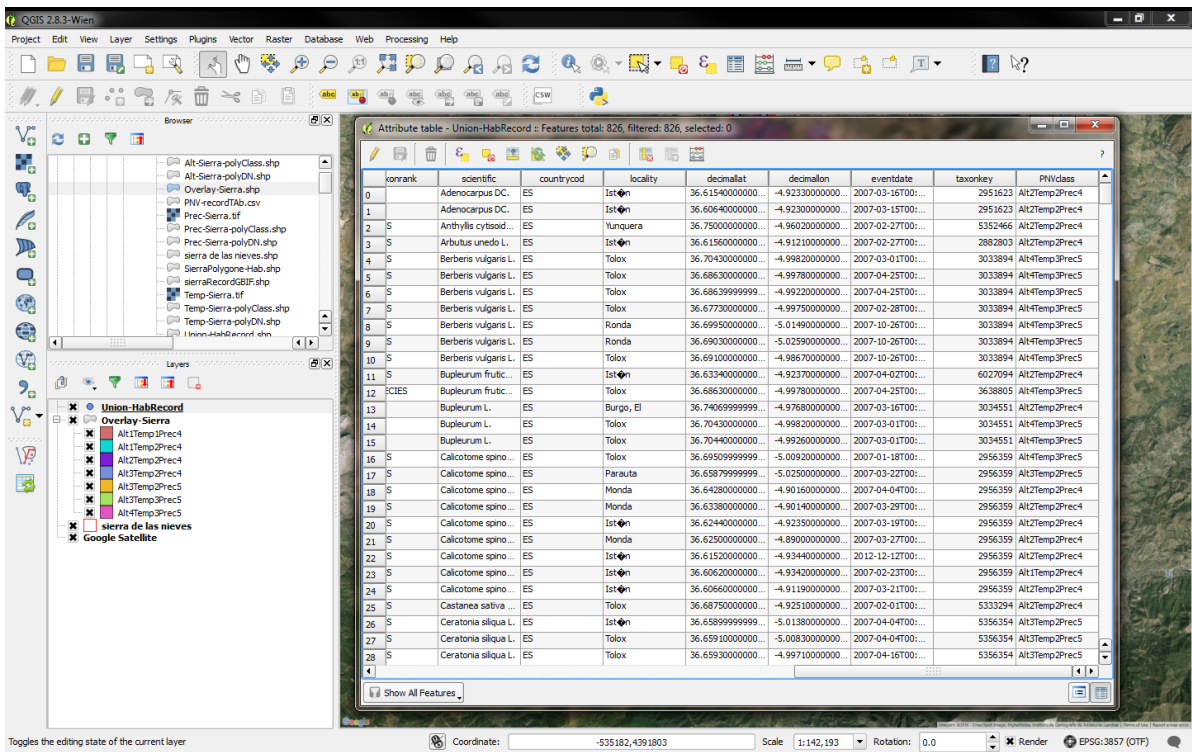 QGIS 2.8.3-Wien
Project Edit View Layer Settings Plugins Vector Raster Database Web Processing Help
Browser
Alt-Sierra-polyClass.shp
Alt-Sierra-polyDN.shp
Overlay-Sierra.shp
PNV-recordTAb.csv
Prec-Sierra.tif
Prec-Sierra-polyClass.shp
Prec-Sierra-polyDN.shp
sierra de las nieves.shp
SierraPolygone-Hab.shp
sierraRecordGBIF.shp
Temp-Sierra.tif
Temp-Sierra-polyClass.shp
Temp-Sierra-polyDN.shp
Union-HabRecord.shp
Layers
Union-HabRecord
Overlay-Sierra
Alt1Temp1Prec4
Alt1Temp2Prec4
Alt2Temp2Prec4
Alt3Temp2Prec4
Alt3Temp2Prec5
Alt3Temp3Prec5
Alt4Temp3Prec5
sierra de las nieves
Google Satellite
Attribute table - Union-HabRecord :: Features total: 826, filtered: 826, selected: 0
xonrank scientific countrycod locality decimallat decimallon eventdate taxonkey PNVclass
0 Adenocarpus DC. ES Ist�n 36.61540000000... -4.92330000000... 2007-03-16T00:... 2951623 Alt2Temp2Prec4
1 Adenocarpus DC. ES Ist�n 36.60640000000... -4.92300000000... 2007-03-15T00:... 2951623 Alt2Temp2Prec4
2 S Anthyllis cytisoid... ES Yunquera 36.75000000000... -4.96020000000... 2007-02-27T00:... 5352466 Alt2Temp2Prec4
3 S Arbutus unedo L. ES Ist�n 36.61560000000... -4.91210000000... 2007-02-27T00:... 2882803 Alt2Temp2Prec4
4 S Berberis vulgaris L. ES Tolox 36.70430000000... -4.99820000000... 2007-03-01T00:... 3033894 Alt4Temp3Prec5
5 S Berberis vulgaris L. ES Tolox 36.68630000000... -4.99780000000... 2007-04-25T00:... 3033894 Alt4Temp3Prec5
6 S Berberis vulgaris L. ES Tolox 36.68639999999... -4.99220000000... 2007-04-25T00:... 3033894 Alt4Temp3Prec5
7 S Berberis vulgaris L. ES Tolox 36.67730000000... -4.99750000000... 2007-02-28T00:... 3033894 Alt4Temp3Prec5
8 S Berberis vulgaris L. ES Ronda 36.69950000000... -5.01490000000... 2007-10-26T00:... 3033894 Alt4Temp3Prec5
9 S Berberis vulgaris L. ES Ronda 36.69030000000... -5.02590000000... 2007-10-26T00:... 3033894 Alt4Temp3Prec5
10 S Berberis vulgaris L. ES Tolox 36.69100000000... -4.98670000000... 2007-10-26T00:... 3033894 Alt4Temp3Prec5
11 S Bupleurum frutic... ES Ist�n 36.63340000000... -4.92370000000... 2007-04-02T00:... 6027094 Alt2Temp2Prec4
12 ECIES Bupleurum frutic... ES Tolox 36.68630000000... -4.99780000000... 2007-04-25T00:... 3638805 Alt4Temp3Prec5
13 Bupleurum L. ES Burgo, El 36.74069999999... -4.97680000000... 2007-03-16T00:... 3034551 Alt2Temp2Prec4
14 Bupleurum L. ES Tolox 36.70430000000... -4.99820000000... 2007-03-01T00:... 3034551 Alt4Temp3Prec5
15 Bupleurum L. ES Tolox 36.70440000000... -4.99260000000... 2007-03-01T00:... 3034551 Alt4Temp3Prec5
16 S Calicotome spino... ES Tolox 36.69509999999... -5.00920000000... 2007-01-18T00:... 2956359 Alt4Temp3Prec5
17 S Calicotome spino... ES Parauta 36.65879999999... -5.02500000000... 2007-03-22T00:... 2956359 Alt3Temp2Prec5
18 S Calicotome spino... ES Monda 36.64280000000... -4.90160000000... 2007-04-04T00:... 2956359 Alt2Temp2Prec4
19 S Calicotome spino... ES Monda 36.63380000000... -4.90140000000... 2007-03-29T00:... 2956359 Alt2Temp2Prec4
20 S Calicotome spino... ES Ist�n 36.62440000000... -4.92350000000... 2007-03-19T00:... 2956359 Alt2Temp2Prec4
21 S Calicotome spino... ES Monda 36.62500000000... -4.89000000000... 2007-03-27T00:... 2956359 Alt2Temp2Prec4
22 S Calicotome spino... ES Ist�n 36.61520000000... -4.93440000000... 2012-12-12T00:... 2956359 Alt2Temp2Prec4
23 S Calicotome spino... ES Ist�n 36.60620000000... -4.93420000000... 2007-02-23T00:... 2956359 Alt1Temp2Prec4
24 S Calicotome spino... ES Ist�n 36.60660000000... -4.91190000000... 2007-03-21T00:... 2956359 Alt1Temp2Prec4
25 S Castanea sativa ... ES Tolox 36.68750000000... -4.92510000000... 2007-02-01T00:... 5333294 Alt2Temp2Prec4
26 S Ceratonia siliqua L. ES Ist�n 36.65899999999... -5.01380000000... 2007-04-04T00:... 5356354 Alt3Temp2Prec5
27 S Ceratonia siliqua L. ES Tolox 36.65910000000... -5.00830000000... 2007-04-04T00:... 5356354 Alt3Temp2Prec5
28 S Ceratonia siliqua L. ES Tolox 36.65930000000... -4.99710000000... 2007-04-16T00:... 5356354 Alt3Temp2Prec5
Show All Features
Toggles the editing state of the current layer Coordinate: -535182,4391803 Scale 1:142,193 Rotation: 0.0 Render EPSG:3857 (OTF)